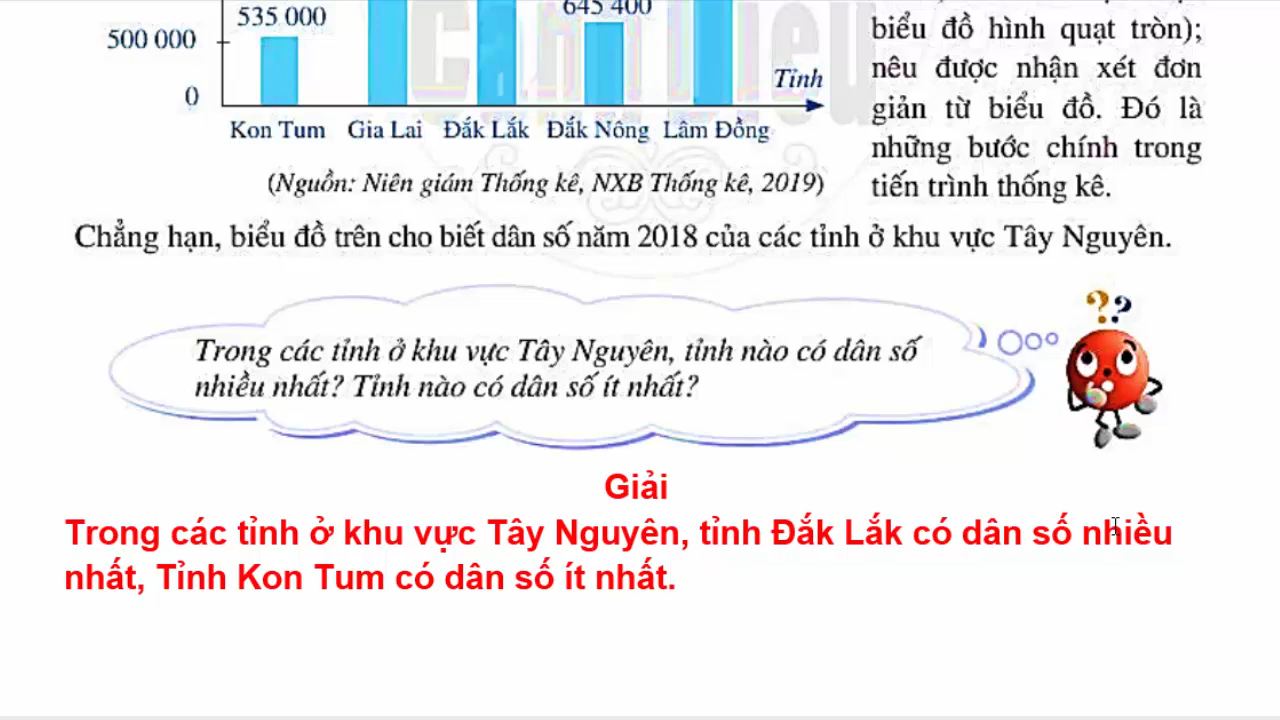 535 000
645 400
500 000
0
Tỉnh
Kon Tum Gia Lai Đắk Lắk Đắk Nông Lâm Đồng
(Nguồn: Niên giám Thống kê, NXB Thống kê, 2019)
biểu đồ hình quạt tròn);
nêu được nhận xét đơn
giản từ biểu đồ. Đó là
những bước chính trong
tiến trình thống kê.
Chẳng hạn, biểu đồ trên cho biết dân số năm 2018 của các tỉnh ở khu vực Tây Nguyên.
??
Trong các tỉnh ở khu vực Tây Nguyên, tỉnh nào có dân số
nhiều nhất? Tỉnh nào có dân số ít nhất?
Giải
Trong các tỉnh ở khu vực Tây Nguyên, tỉnh Đắk Lắk có dân số nhiều
nhất, Tỉnh Kon Tum có dân số ít nhất.